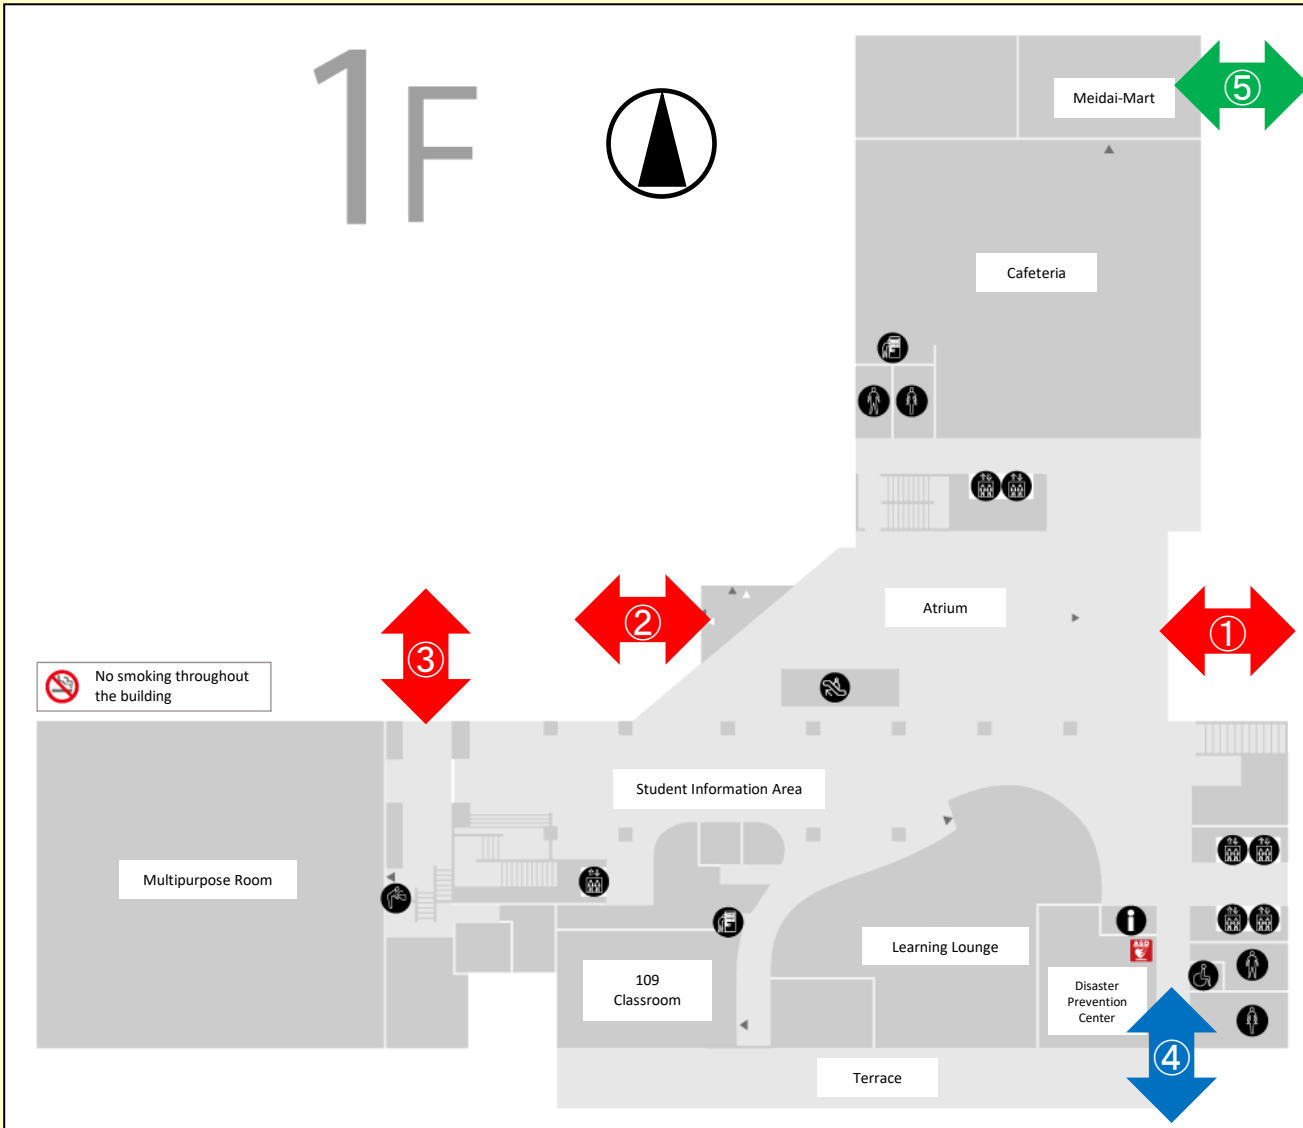 1F
Meidai-Mart
⑤
Cafeteria
Atrium
①
②
③
No smoking throughout
the building
Student Information Area
Multipurpose Room
Learning Lounge
AED
109
Classroom
Disaster
Prevention
Center
④
Terrace